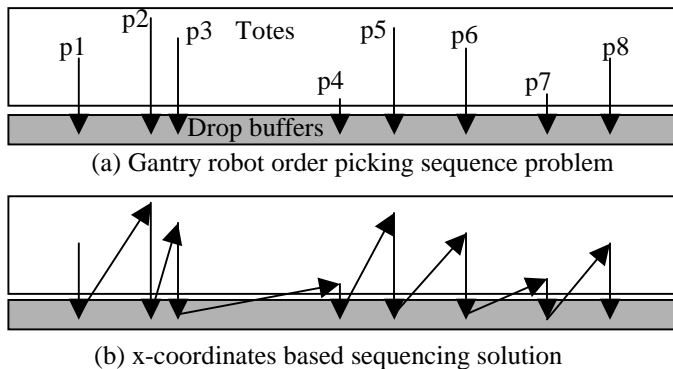 p1 p2 p3 Totes p4 p5 p6 p7 p8
Drop buffers
(a) Gantry robot order picking sequence problem
(b) x-coordinates based sequencing solution